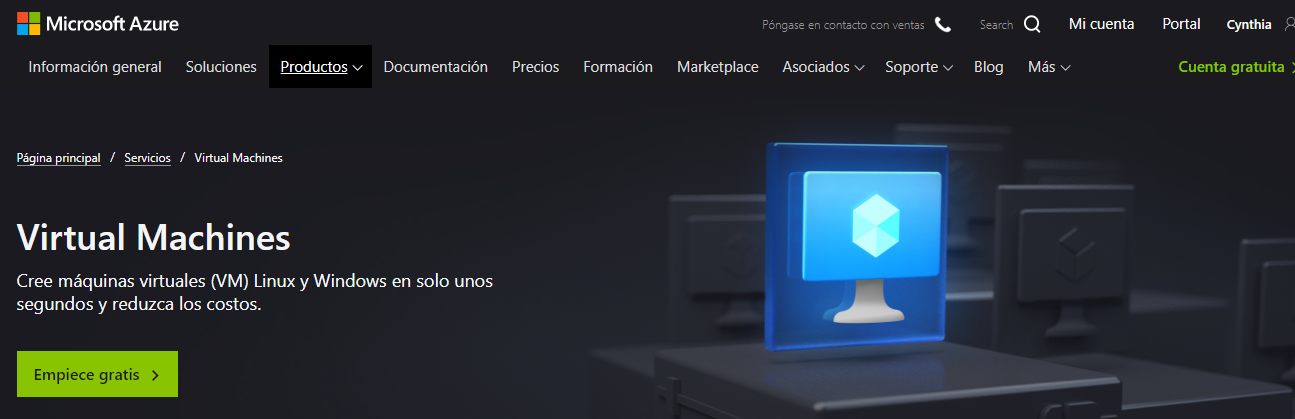 Microsoft Azure
Póngase en contacto con ventas Search Mi cuenta Portal Cynthia
Información general Soluciones Productos Documentación Precios Formación Marketplace Asociados Soporte Blog Más Cuenta gratuita
Página principal / Servicios / Virtual Machines
Virtual Machines
Cree máquinas virtuales (VM) Linux y Windows en solo unos
segundos y reduzca los costos.
Empiece gratis